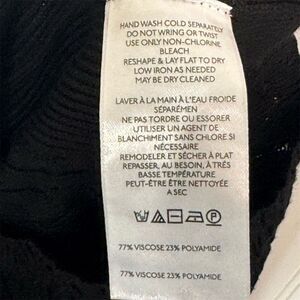 HAND WASH COLD SEPARATELY
DO NOT WRING OR TWIST
USE ONLY NON-CHLORINE
BLEACH
RESHAPE & LAY FLAT TO DRY
LOW IRON AS NEEDED
MAY BE DRY CLEANED
LAVER À LA MAIN À L'EAU FROIDE
SÉPARÉMEN
NE PAS TORDRE OU ESSORER
UTILISER UN AGENT DE
BLANCHIMENT SANS CHLORE SI
NÉCESSAIRE
REMODELER ET SÉCHER À PLAT
REPASSER, AU BESOIN, À TRÈS
BASSE TEMPÉRATURE
PEUT-ÊTRE ÊTRE NETTOYÉE
A SEC
P
77% VISCOSE 23% POLYAMIDE
77% VISCOSE 23% POLYAMIDE